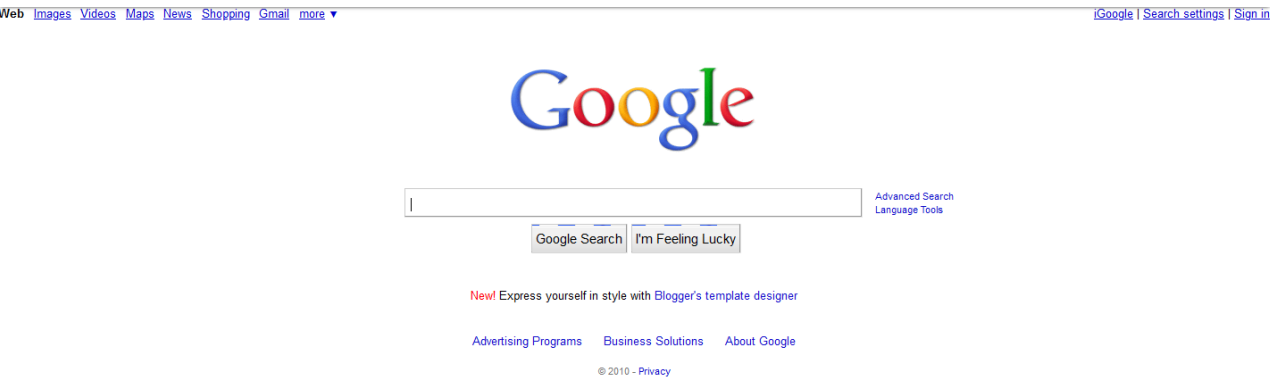 Web Images Videos Maps News Shopping Gmail more ▼ iGoogle | Search settings | Sign in
Google
Advanced Search
Language Tools
Google Search I'm Feeling Lucky
New! Express yourself in style with Blogger's template designer
Advertising Programs Business Solutions About Google
© 2010 - Privacy